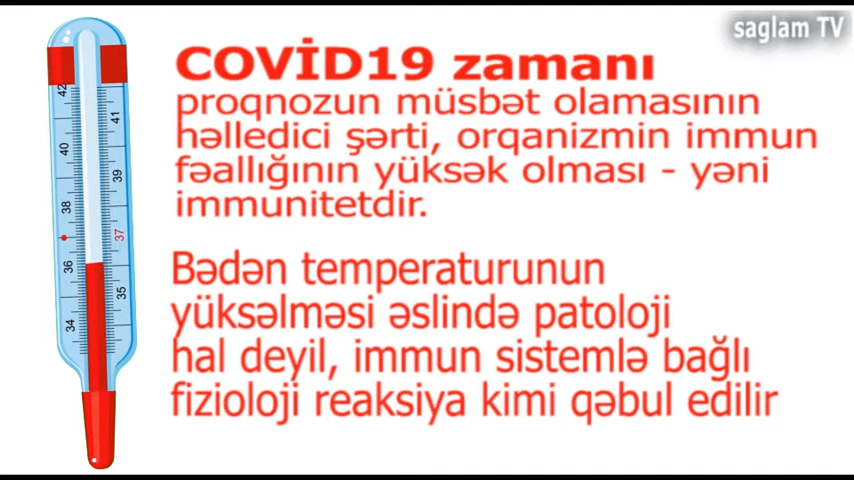 saglam TV
COVİD19 zamanı
proqnozun müsbət olamasının
həlledici şərti, orqanizmin immun
fəallığının yüksək olması - yəni
immunitetdir.
Bədən temperaturunun
yüksəlməsi əslində patoloji
hal deyil, immun sistemlə bağlı
fizioloji reaksiya kimi qəbul edilir
42
41
40
39
38
37
36
35
34